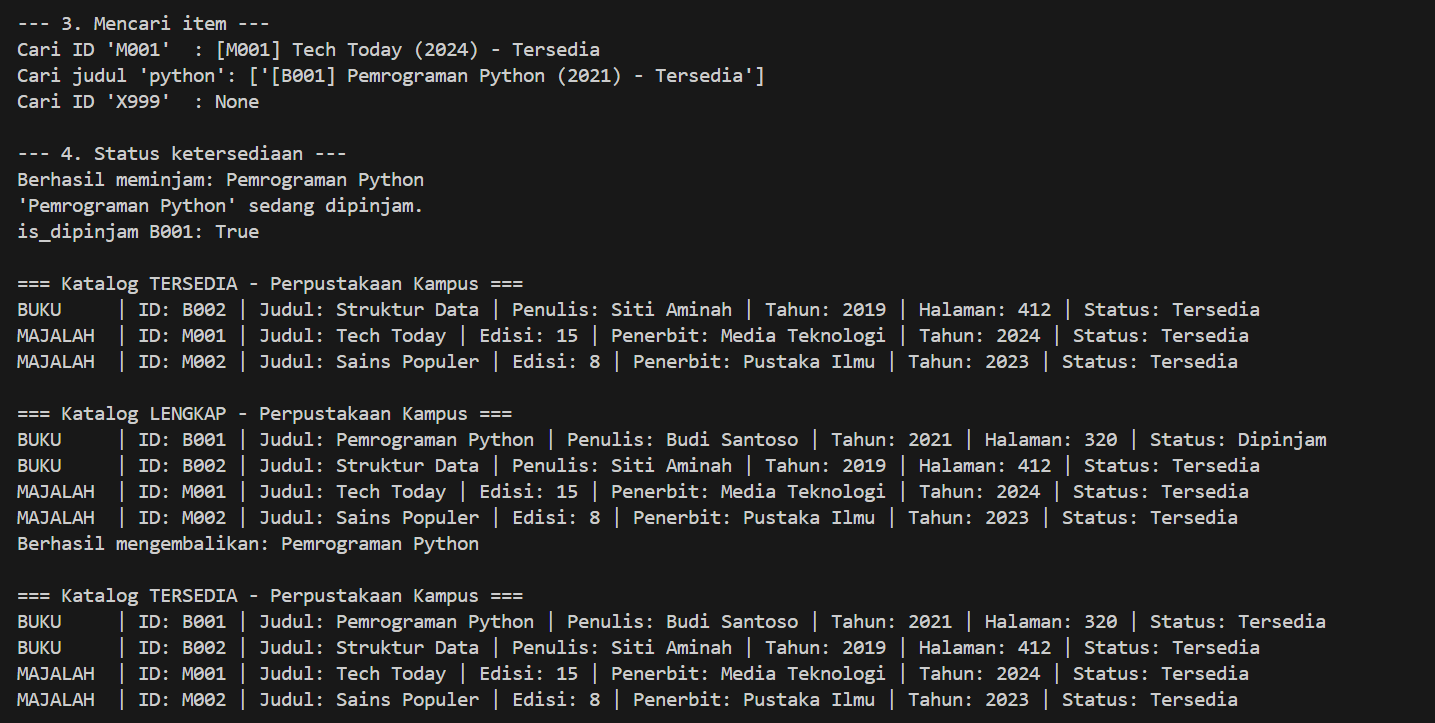 --- 3. Mencari item ---
Cari ID 'M001'  : [M001] Tech Today (2024) - Tersedia
Cari judul 'python': ['[B001] Pemrograman Python (2021) - Tersedia']
Cari ID 'X999'  : None

--- 4. Status ketersediaan ---
Berhasil meminjam: Pemrograman Python
'Pemrograman Python' sedang dipinjam.
is_dipinjam B001: True

=== Katalog TERSEDIA - Perpustakaan Kampus ===
BUKU     | ID: B002 | Judul: Struktur Data | Penulis: Siti Aminah | Tahun: 2019 | Halaman: 412 | Status: Tersedia
MAJALAH  | ID: M001 | Judul: Tech Today | Edisi: 15 | Penerbit: Media Teknologi | Tahun: 2024 | Status: Tersedia
MAJALAH  | ID: M002 | Judul: Sains Populer | Edisi: 8 | Penerbit: Pustaka Ilmu | Tahun: 2023 | Status: Tersedia

=== Katalog LENGKAP - Perpustakaan Kampus ===
BUKU     | ID: B001 | Judul: Pemrograman Python | Penulis: Budi Santoso | Tahun: 2021 | Halaman: 320 | Status: Dipinjam
BUKU     | ID: B002 | Judul: Struktur Data | Penulis: Siti Aminah | Tahun: 2019 | Halaman: 412 | Status: Tersedia
MAJALAH  | ID: M001 | Judul: Tech Today | Edisi: 15 | Penerbit: Media Teknologi | Tahun: 2024 | Status: Tersedia
MAJALAH  | ID: M002 | Judul: Sains Populer | Edisi: 8 | Penerbit: Pustaka Ilmu | Tahun: 2023 | Status: Tersedia
Berhasil mengembalikan: Pemrograman Python

=== Katalog TERSEDIA - Perpustakaan Kampus ===
BUKU     | ID: B001 | Judul: Pemrograman Python | Penulis: Budi Santoso | Tahun: 2021 | Halaman: 320 | Status: Tersedia
BUKU     | ID: B002 | Judul: Struktur Data | Penulis: Siti Aminah | Tahun: 2019 | Halaman: 412 | Status: Tersedia
MAJALAH  | ID: M001 | Judul: Tech Today | Edisi: 15 | Penerbit: Media Teknologi | Tahun: 2024 | Status: Tersedia
MAJALAH  | ID: M002 | Judul: Sains Populer | Edisi: 8 | Penerbit: Pustaka Ilmu | Tahun: 2023 | Status: Tersedia